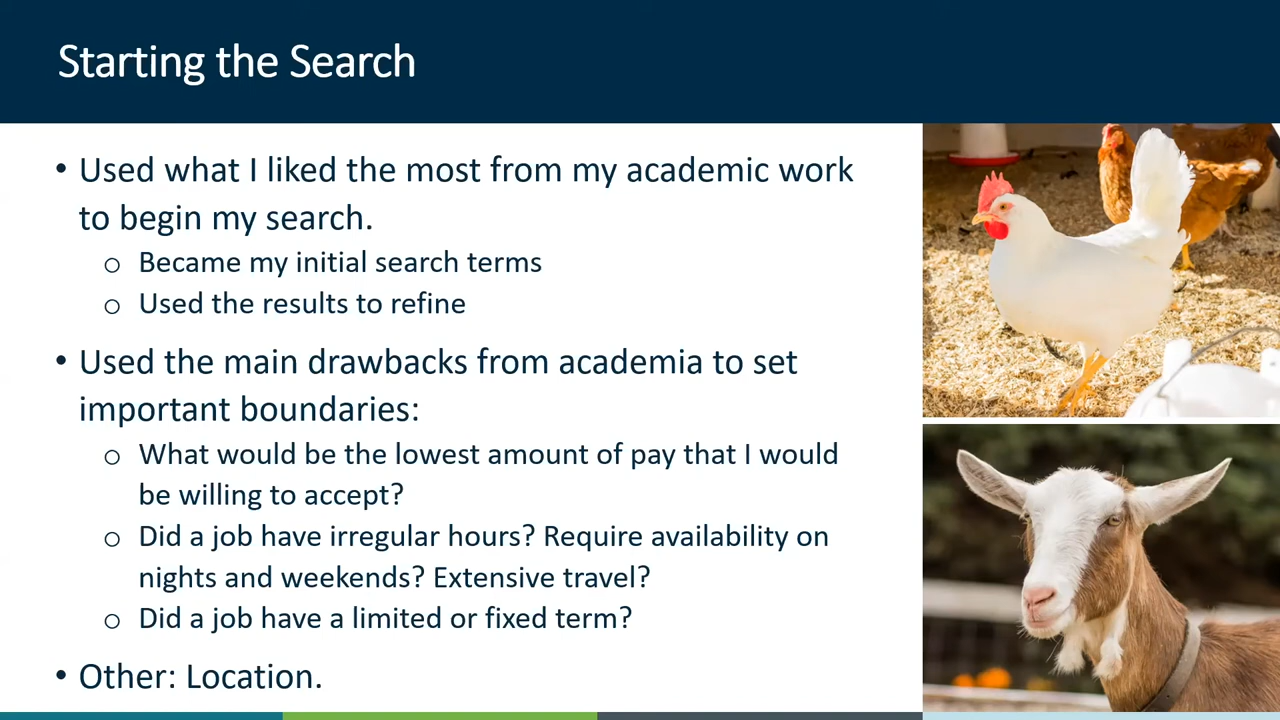 Starting the Search
• Used what I liked the most from my academic work
to begin my search.
o Became my initial search terms
o Used the results to refine
• Used the main drawbacks from academia to set
important boundaries:
o What would be the lowest amount of pay that I would
be willing to accept?
o Did a job have irregular hours? Require availability on
nights and weekends? Extensive travel?
o Did a job have a limited or fixed term?
• Other: Location.